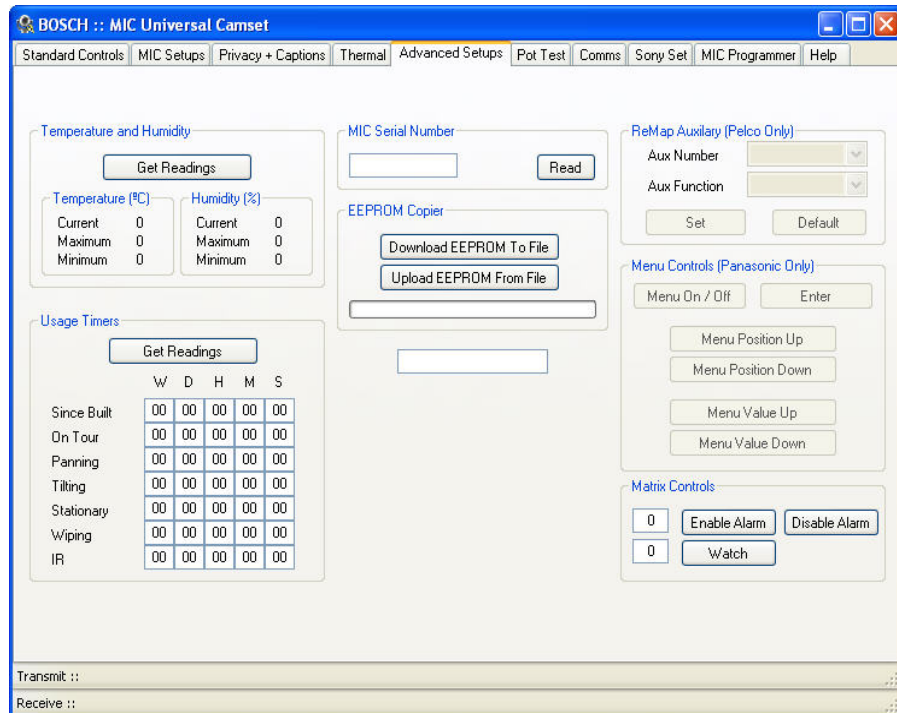 BOSCH :: MIC Universal Camset
Standard Controls MIC Setups Privacy + Captions Thermal Advanced Setups Pot Test Comms Sony Set MIC Programmer Help
Temperature and Humidity
Get Readings
Temperature (ºC)
Current 0
Maximum 0
Minimum 0
Humidity (%)
Current 0
Maximum 0
Minimum 0
Usage Timers
Get Readings
W D H M S
Since Built 00 00 00 00 00
On Tour 00 00 00 00 00
Panning 00 00 00 00 00
Tilting 00 00 00 00 00
Stationary 00 00 00 00 00
Wiping 00 00 00 00 00
IR 00 00 00 00 00
MIC Serial Number
Read
EEPROM Copier
Download EEPROM To File
Upload EEPROM From File
ReMap Auxilary (Pelco Only)
Aux Number
Aux Function
Set Default
Menu Controls (Panasonic Only)
Menu On / Off Enter
Menu Position Up
Menu Position Down
Menu Value Up
Menu Value Down
Matrix Controls
0 Enable Alarm Disable Alarm
0 Watch
Transmit ::
Receive ::